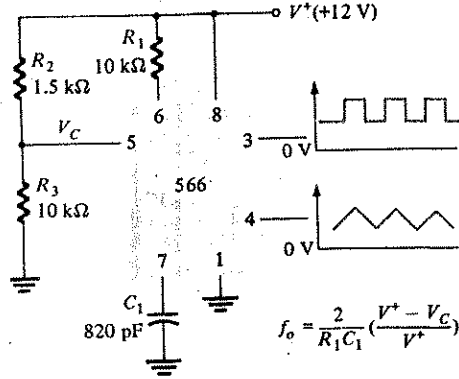 V⁺(+12 V)
R₁
10 kΩ
R₂
1.5 kΩ
6
8
V_C
5
3
0 V
R₃
10 kΩ
566
4
0 V
7
1
C₁
820 pF
fₒ = 2/(R₁C₁) ((V⁺ − V_C)/V⁺)